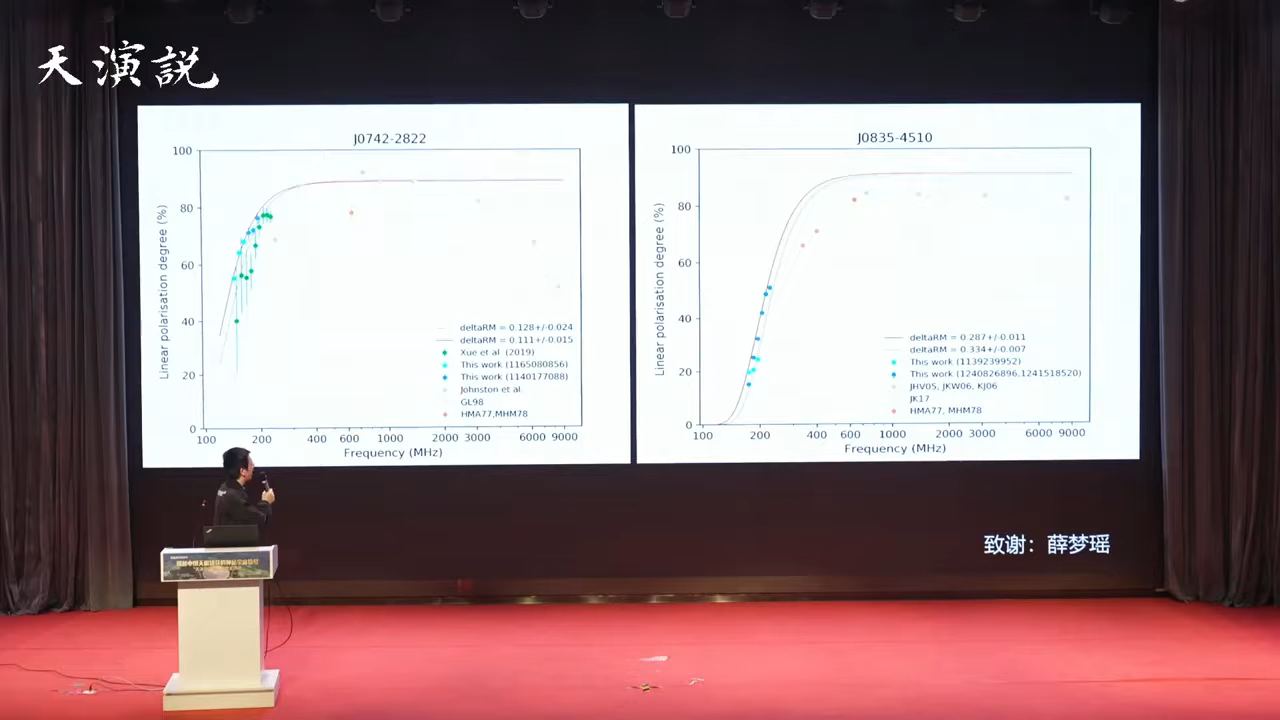 天演説
J0742-2822
Linear polarisation degree (%)
100
80
60
40
20
0
100 200 400 600 1000 2000 3000 6000 9000
Frequency (MHz)
deltaRM = 0.128+/-0.024
deltaRM = 0.111+/-0.015
Xue et al. (2019)
This work (1165080856)
This work (1140177088)
Johnston et al.
GL98
HMA77,MHM78
J0835-4510
Linear polarisation degree (%)
100
80
60
40
20
0
100 200 400 600 1000 2000 3000 6000 9000
Frequency (MHz)
deltaRM = 0.287+/-0.011
deltaRM = 0.334+/-0.007
This work (1139239952)
This work (1240826896,1241518520)
JHV05, JKW06, KJ06
JK17
HMA77, MHM78
致谢：薛梦瑶